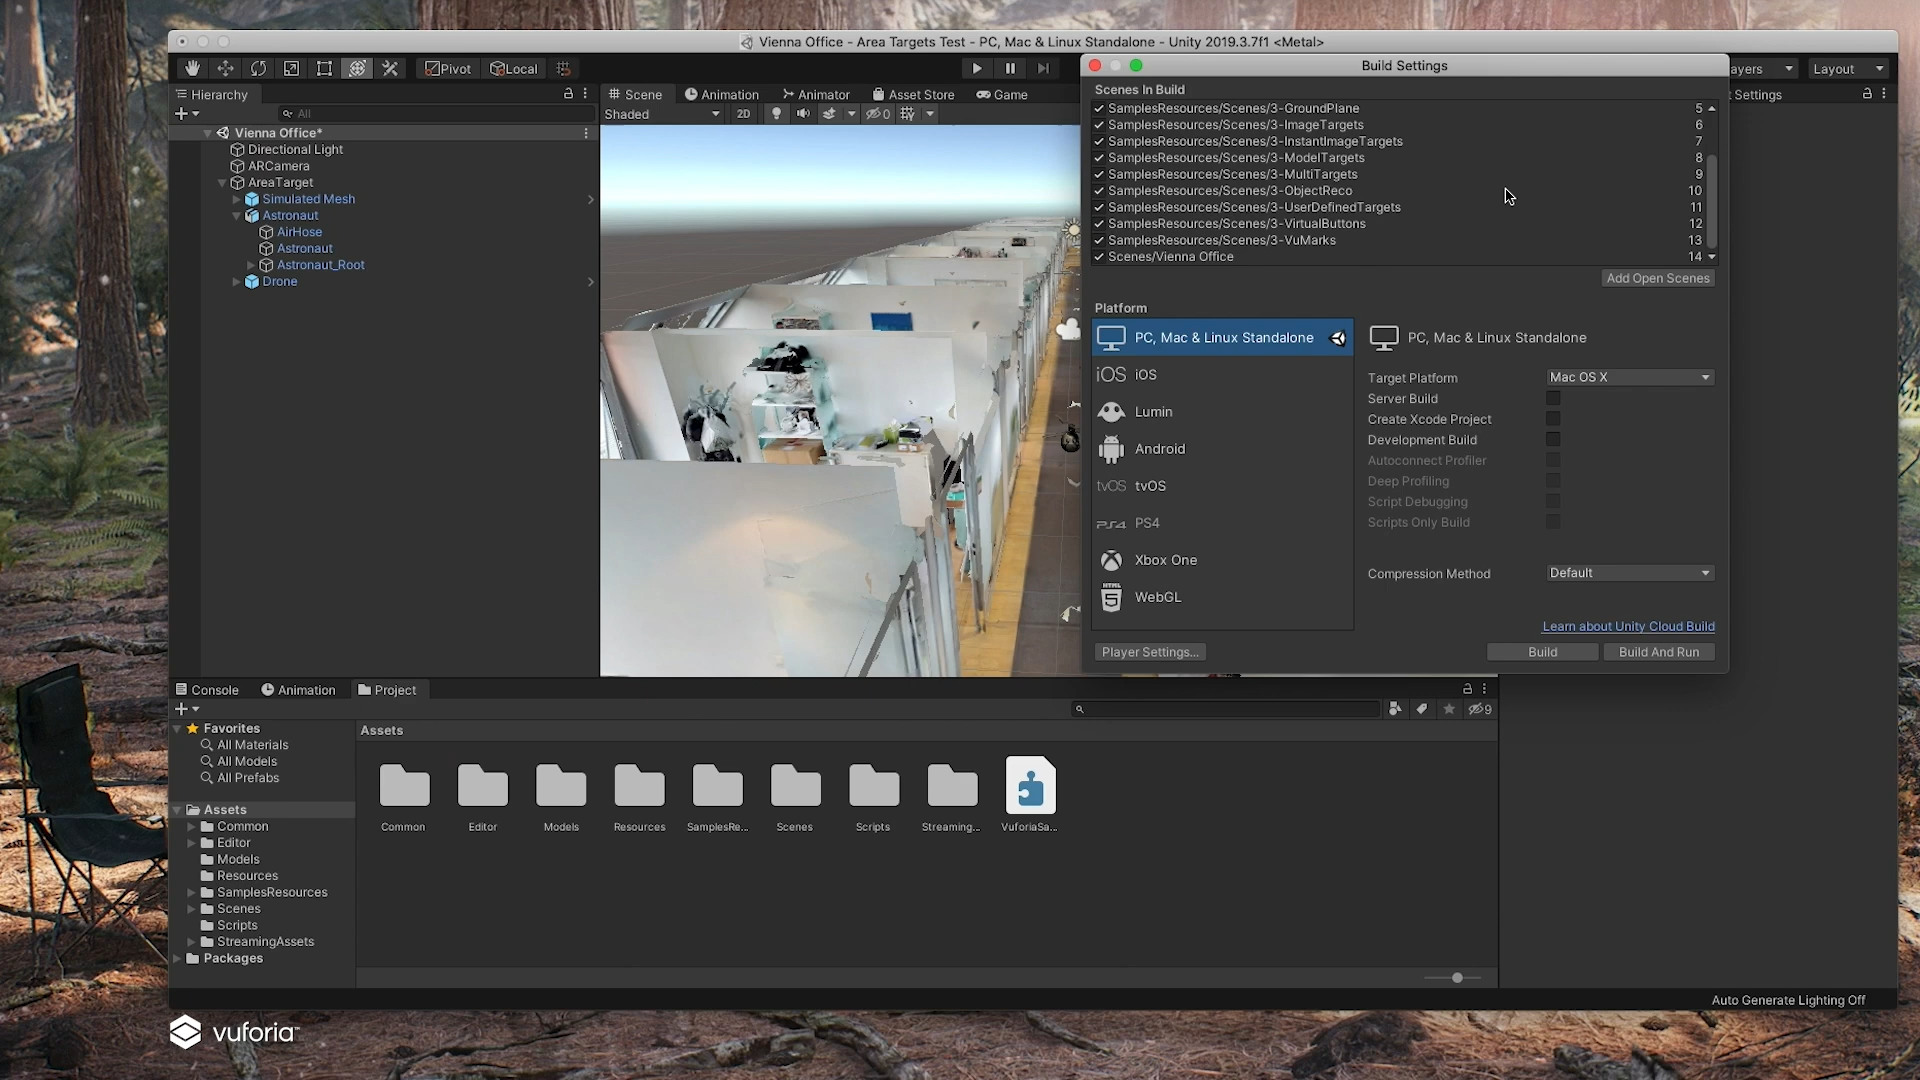 Vienna Office - Area Targets Test - PC, Mac & Linux Standalone - Unity 2019.3.7f1 <Metal>
Pivot
Local
ayers
Layout
Hierarchy
All
Vienna Office*
Directional Light
ARCamera
AreaTarget
Simulated Mesh
Astronaut
AirHose
Astronaut
Astronaut_Root
Drone
Scene
Animation
Animator
Asset Store
Game
Shaded
2D
0
t Settings
Build Settings
Scenes In Build
SamplesResources/Scenes/3-GroundPlane 5
SamplesResources/Scenes/3-ImageTargets 6
SamplesResources/Scenes/3-InstantImageTargets 7
SamplesResources/Scenes/3-ModelTargets 8
SamplesResources/Scenes/3-MultiTargets 9
SamplesResources/Scenes/3-ObjectReco 10
SamplesResources/Scenes/3-UserDefinedTargets 11
SamplesResources/Scenes/3-VirtualButtons 12
SamplesResources/Scenes/3-VuMarks 13
Scenes/Vienna Office 14
Add Open Scenes
Platform
PC, Mac & Linux Standalone
iOS iOS
Lumin
Android
tvOS tvOS
PS4
Xbox One
HTML 5 WebGL
PC, Mac & Linux Standalone
Target Platform Mac OS X
Server Build
Create Xcode Project
Development Build
Autoconnect Profiler
Deep Profiling
Script Debugging
Scripts Only Build
Compression Method Default
Learn about Unity Cloud Build
Player Settings...
Build
Build And Run
Console
Animation
Project
9
Favorites
All Materials
All Models
All Prefabs
Assets
Common
Editor
Models
Resources
SamplesResources
Scenes
Scripts
StreamingAssets
Packages
Assets
Common
Editor
Models
Resources
SamplesRe...
Scenes
Scripts
Streaming...
VuforiaSa...
Auto Generate Lighting Off
vuforia™